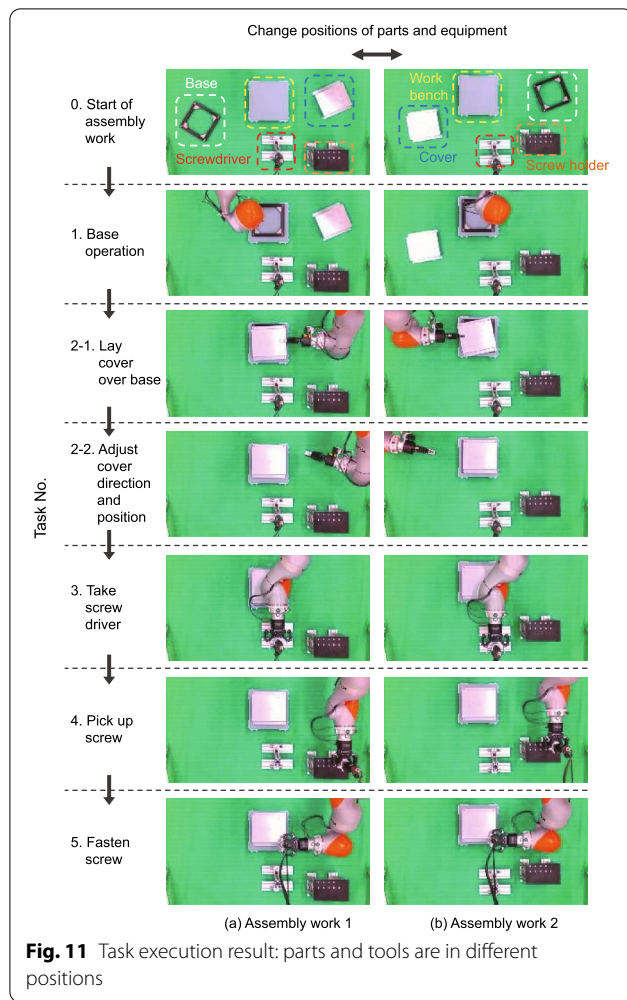 Change positions of parts and equipment
Base
Work
bench
Screwdriver
Cover
Screw holder
Task No.
0. Start of
assembly
work
1. Base
operation
2-1. Lay
cover
over base
2-2. Adjust
cover
direction
and
position
3. Take
screw
driver
4. Pick up
screw
5. Fasten
screw
(a) Assembly work 1
(b) Assembly work 2
Fig. 11 Task execution result: parts and tools are in different
positions